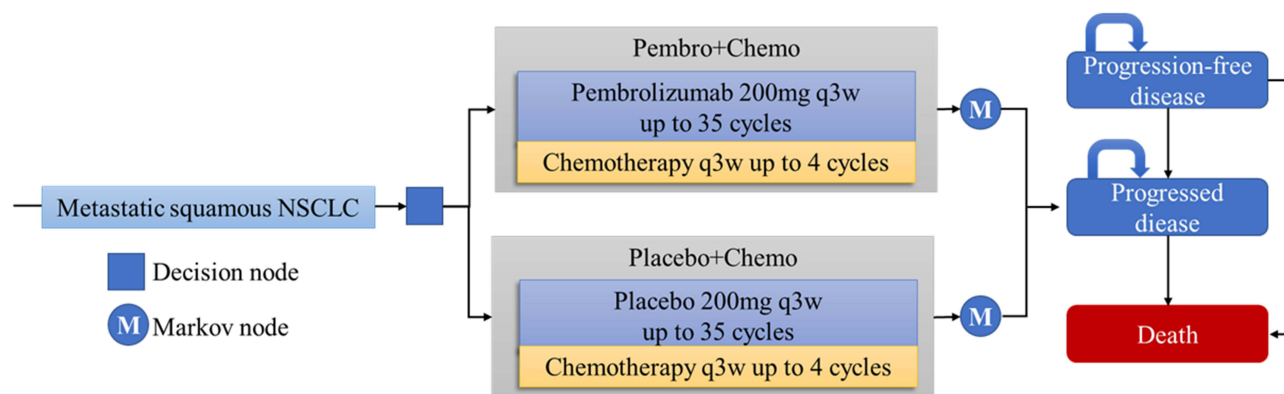 Metastatic squamous NSCLC
Decision node
M
Markov node
Pembro+Chemo
Pembrolizumab 200mg q3w
up to 35 cycles
Chemotherapy q3w up to 4 cycles
M
Placebo+Chemo
Placebo 200mg q3w
up to 35 cycles
Chemotherapy q3w up to 4 cycles
M
Progression-free
disease
Progressed
diease
Death